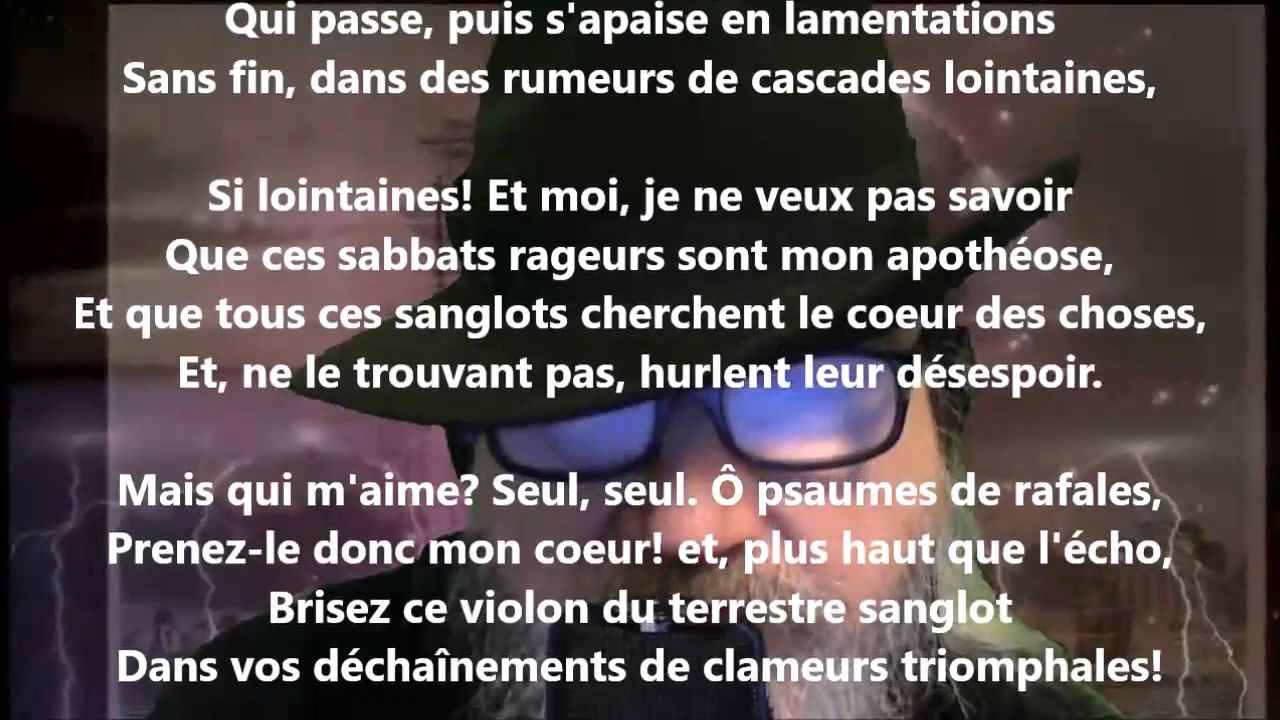 Qui passe, puis s'apaise en lamentations
Sans fin, dans des rumeurs de cascades lointaines,
Si lointaines! Et moi, je ne veux pas savoir
Que ces sabbats rageurs sont mon apothéose,
Et que tous ces sanglots cherchent le coeur des choses,
Et, ne le trouvant pas, hurlent leur désespoir.
Mais qui m'aime? Seul, seul. Ô psaumes de rafales,
Prenez-le donc mon coeur! et, plus haut que l'écho,
Brisez ce violon du terrestre sanglot
Dans vos déchaînements de clameurs triomphales!